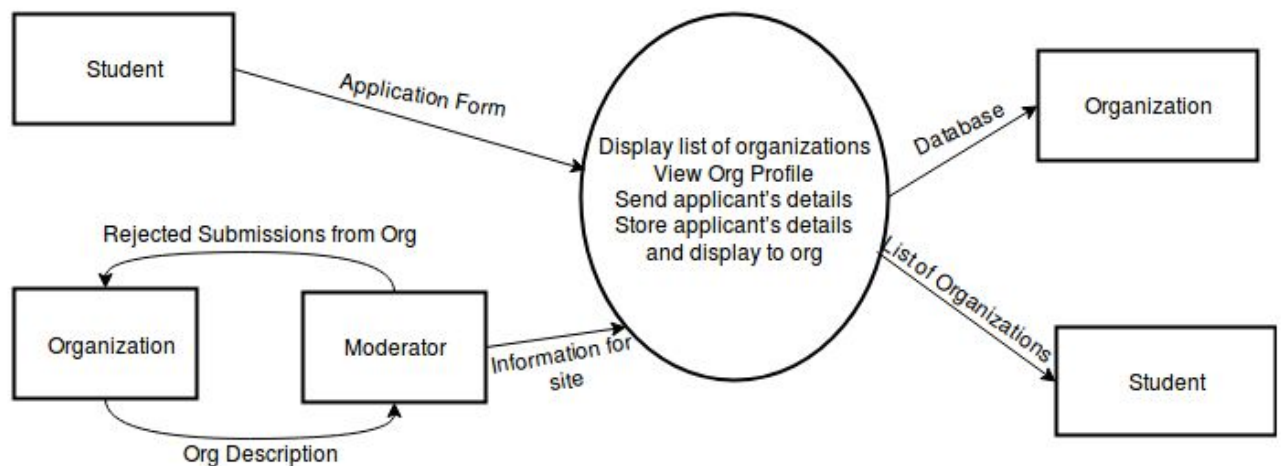 Student
Application Form
Display list of organizations
View Org Profile
Send applicant's details
Store applicant's details
and display to org
Database
Organization
List of Organizations
Student
Rejected Submissions from Org
Organization
Moderator
Information for
site
Org Description